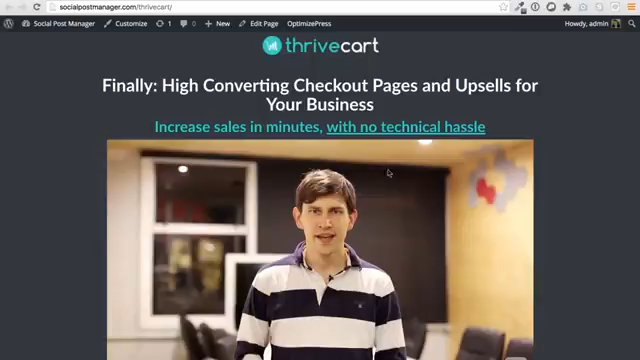 socialpostmanager.com/thrivecart/
Social Post Manager Customize 1 0 New Edit Page OptimizePress Howdy, admin
thrivecart
Finally: High Converting Checkout Pages and Upsells for
Your Business
Increase sales in minutes, with no technical hassle